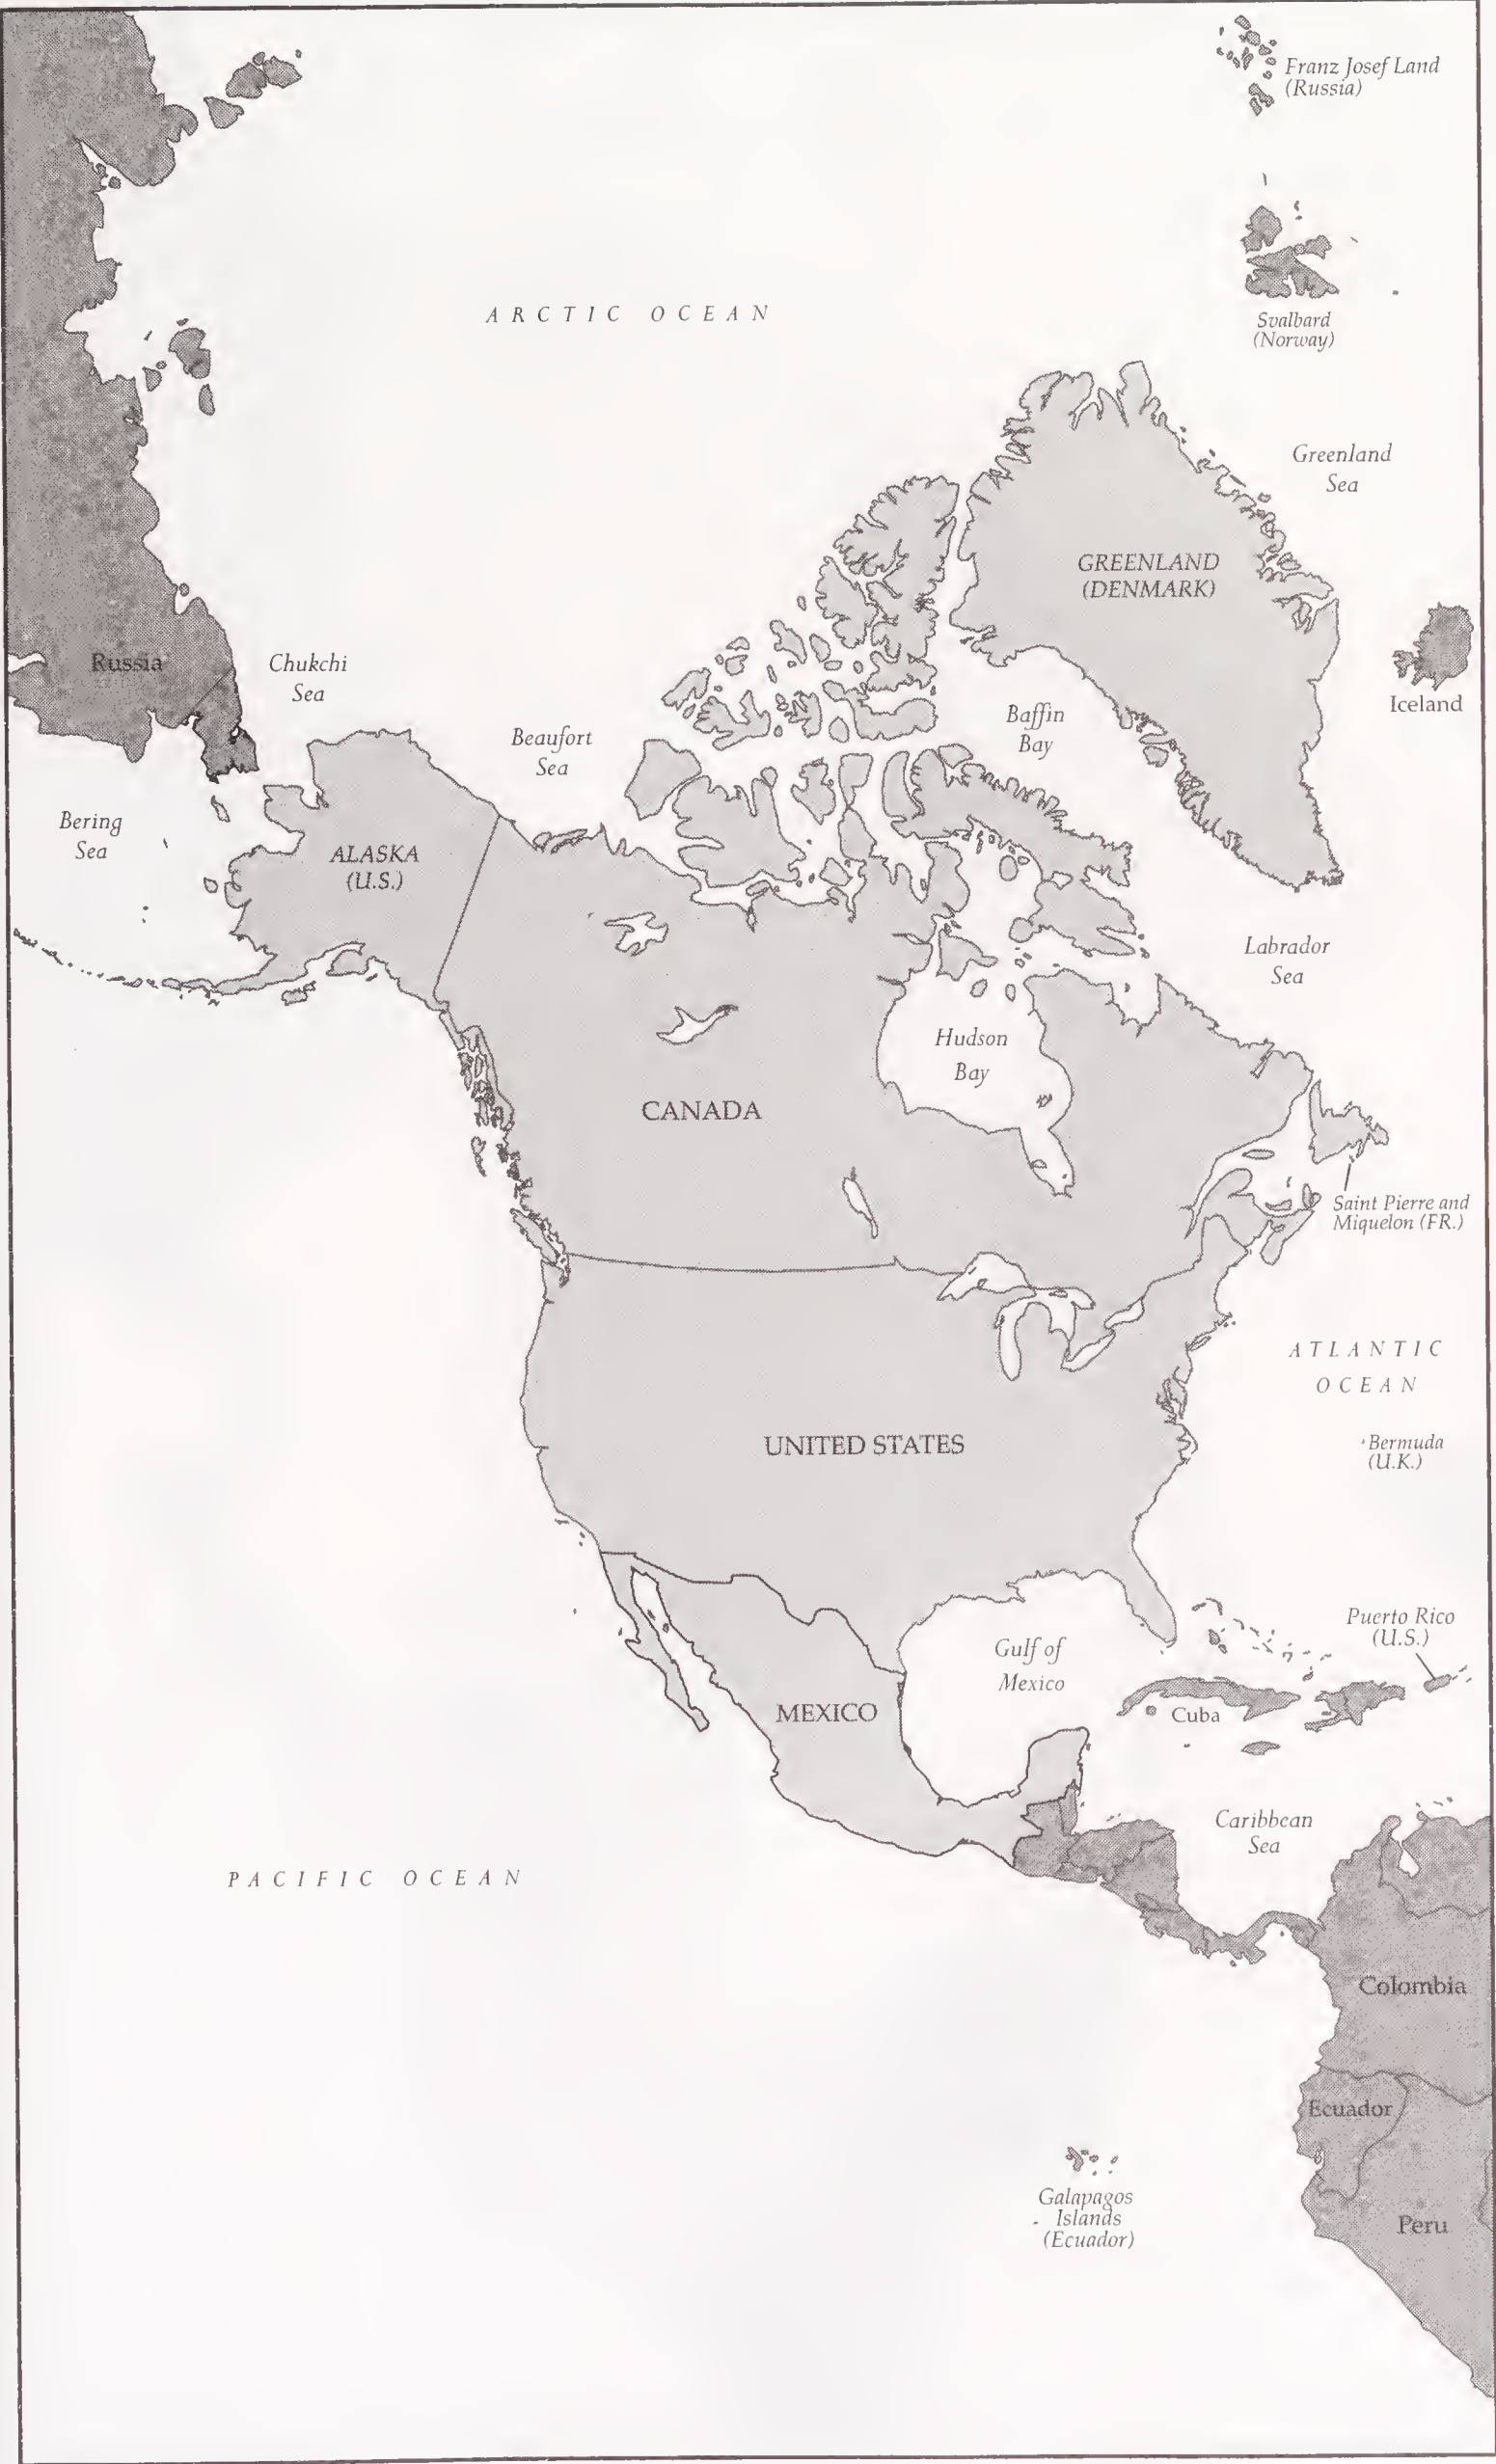 Franz Josef Land
(Russia)
ARCTIC OCEAN
Svalbard
(Norway)
Greenland
Sea
GREENLAND
(DENMARK)
Russia
Chukchi
Sea
Iceland
Baffin
Bay
Beaufort
Sea
Bering
Sea
ALASKA
(U.S.)
Labrador
Sea
Hudson
Bay
CANADA
Saint Pierre and
Miquelon (FR.)
ATLANTIC
OCEAN
UNITED STATES
Bermuda
(U.K.)
Puerto Rico
(U.S.)
Gulf of
Mexico
MEXICO
Cuba
Caribbean
Sea
PACIFIC OCEAN
Colombia
Ecuador
Galapagos
Islands
(Ecuador)
Peru